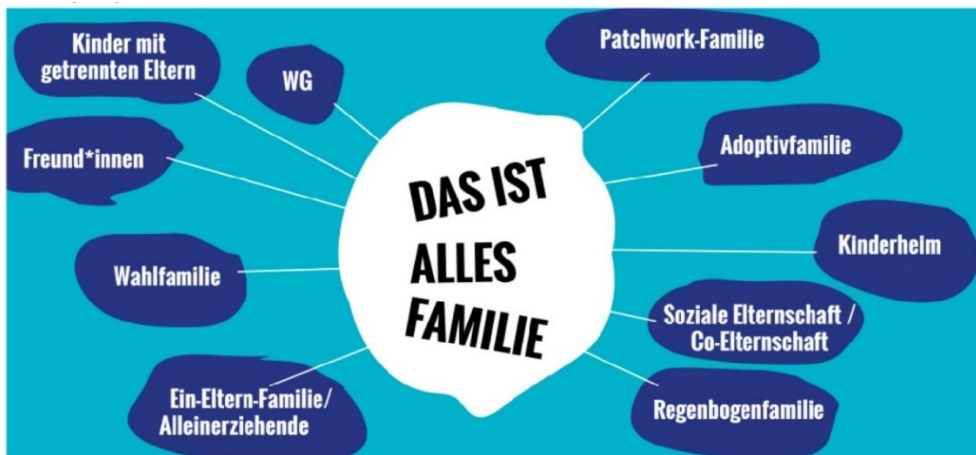 Kinder mit
getrennten Eltern
WG
Patchwork-Familie
Freund*innen
Adoptivfamilie
DAS IST
ALLES
FAMILIE
Wahlfamilie
Kinderheim
Soziale Elternschaft /
Co-Elternschaft
Ein-Eltern-Familie/
Alleinerziehende
Regenbogenfamilie